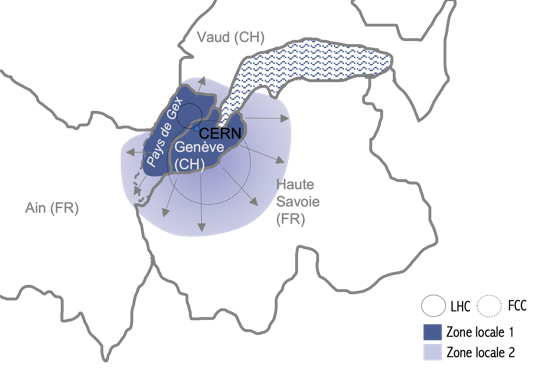 Vaud (CH)
Pays de Gex
CERN
Genève
(CH)
Haute
Savoie
(FR)
Ain (FR)
LHC
FCC
Zone locale 1
Zone locale 2